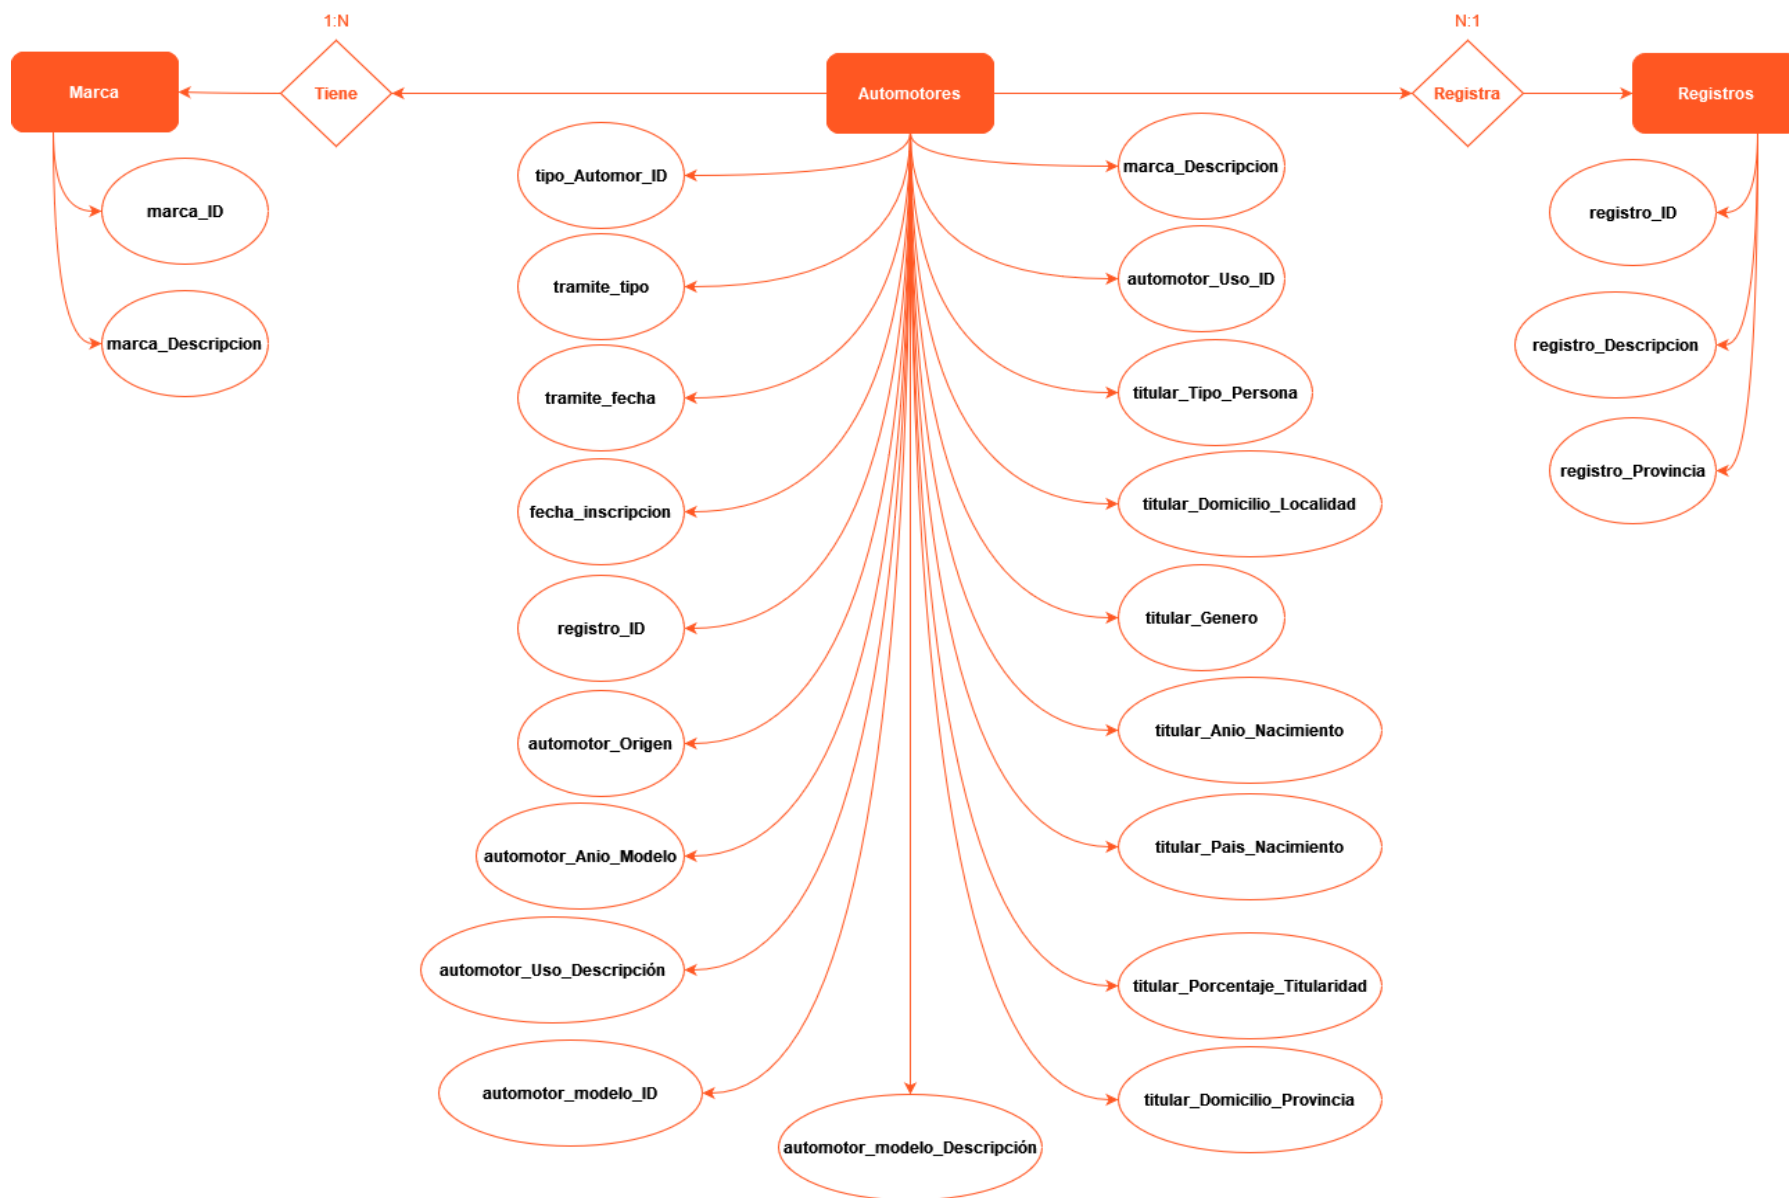 1:N
N:1
Marca
Tiene
Automotores
Registra
Registros
tipo_Automor_ID
marca_Descripcion
marca_ID
registro_ID
tramite_tipo
automotor_Uso_ID
marca_Descripcion
registro_Descripcion
tramite_fecha
titular_Tipo_Persona
registro_Provincia
fecha_inscripcion
titular_Domicilio_Localidad
registro_ID
titular_Genero
automotor_Origen
titular_Anio_Nacimiento
automotor_Anio_Modelo
titular_Pais_Nacimiento
automotor_Uso_Descripción
titular_Porcentaje_Titularidad
automotor_modelo_ID
titular_Domicilio_Provincia
automotor_modelo_Descripción